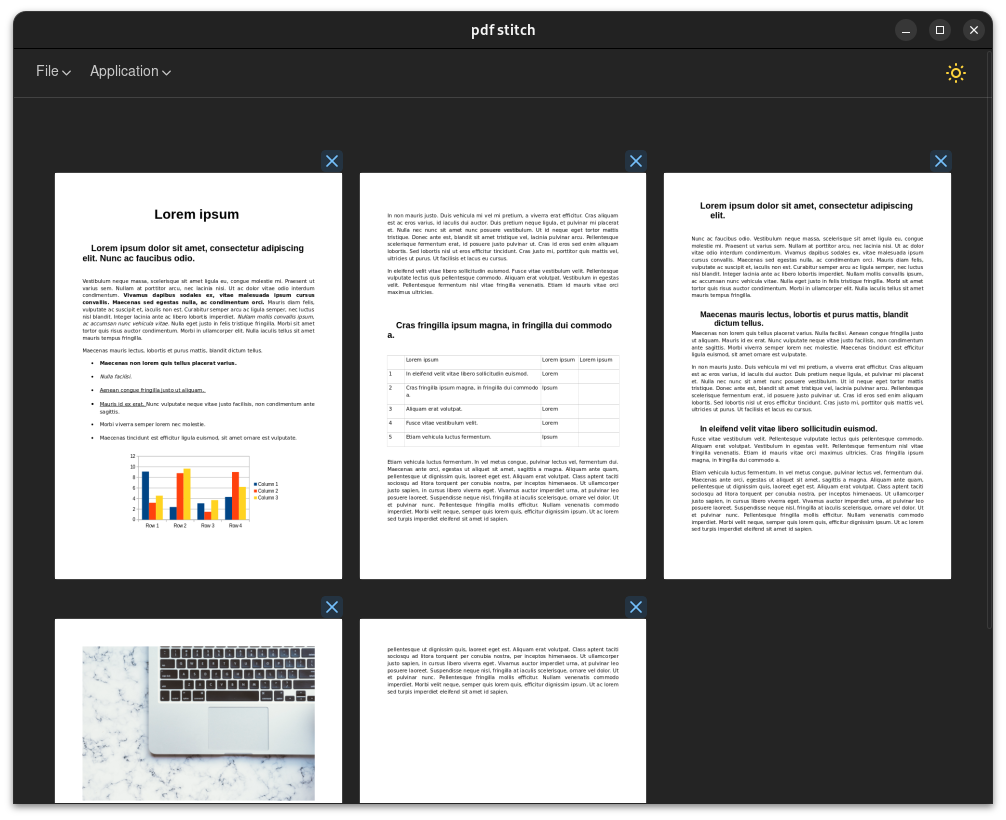 pdf stitch
File
Application
Lorem ipsum
Lorem ipsum dolor sit amet, consectetur adipiscing
elit. Nunc ac faucibus odio.
Vestibulum neque massa, scelerisque sit amet ligula eu, congue molestie mi. Praesent ut
varius sem. Nullam at porttitor arcu, nec lacinia nisi. Ut ac dolor vitae odio interdum
condimentum. Vivamus dapibus sodales ex, vitae malesuada ipsum cursus
convallis. Maecenas sed egestas nulla, ac condimentum orci. Mauris diam felis,
vulputate ac suscipit et, iaculis non est. Curabitur semper arcu ac ligula semper, nec luctus
nisl blandit. Integer lacinia ante ac libero lobortis imperdiet. Nullam mollis convallis ipsum,
ac accumsan nunc vehicula vitae. Nulla eget justo in felis tristique fringilla. Morbi sit amet
tortor quis risus auctor condimentum. Morbi in ullamcorper elit. Nulla iaculis tellus sit amet
mauris tempus fringilla.
Maecenas mauris lectus, lobortis et purus mattis, blandit dictum tellus.
• Maecenas non lorem quis tellus placerat varius.
• Nulla facilisi.
• Aenean congue fringilla justo ut aliquam.
• Mauris id ex erat. Nunc vulputate neque vitae justo facilisis, non condimentum ante
sagittis.
• Morbi viverra semper lorem nec molestie.
• Maecenas tincidunt est efficitur ligula euismod, sit amet ornare est vulputate.
12
10
8
6
4
2
0
Row 1 Row 2 Row 3 Row 4
Column 1
Column 2
Column 3
In non mauris justo. Duis vehicula mi vel mi pretium, a viverra erat efficitur. Cras aliquam
est ac eros varius, id iaculis dui auctor. Duis pretium neque ligula, et pulvinar mi placerat
et. Nulla nec nunc sit amet nunc posuere vestibulum. Ut id neque eget tortor mattis
tristique. Donec ante est, blandit sit amet tristique vel, lacinia pulvinar arcu. Pellentesque
scelerisque fermentum erat, id posuere justo pulvinar ut. Cras id eros sed enim aliquam
lobortis. Sed lobortis nisl ut eros efficitur tincidunt. Cras justo mi, porttitor quis mattis vel,
ultricies ut purus. Ut facilisis et lacus eu cursus.
In eleifend velit vitae libero sollicitudin euismod. Fusce vitae vestibulum velit. Pellentesque
vulputate lectus quis pellentesque commodo. Aliquam erat volutpat. Vestibulum in egestas
velit. Pellentesque fermentum nisl vitae fringilla venenatis. Etiam id mauris vitae orci
maximus ultricies.
Cras fringilla ipsum magna, in fringilla dui commodo
a.
Lorem ipsum Lorem ipsum Lorem ipsum
1 In eleifend velit vitae libero sollicitudin euismod. Lorem
2 Cras fringilla ipsum magna, in fringilla dui commodo Ipsum
a.
3 Aliquam erat volutpat. Lorem
4 Fusce vitae vestibulum velit. Lorem
5 Etiam vehicula luctus fermentum. Ipsum
Etiam vehicula luctus fermentum. In vel metus congue, pulvinar lectus vel, fermentum dui.
Maecenas ante orci, egestas ut aliquet sit amet, sagittis a magna. Aliquam ante quam,
pellentesque ut dignissim quis, laoreet eget est. Aliquam erat volutpat. Class aptent taciti
sociosqu ad litora torquent per conubia nostra, per inceptos himenaeos. Ut ullamcorper
justo sapien, in cursus libero viverra eget. Vivamus auctor imperdiet urna, at pulvinar leo
posuere laoreet. Suspendisse neque nisl, fringilla at iaculis scelerisque, ornare vel dolor. Ut
et pulvinar nunc. Pellentesque fringilla mollis efficitur. Nullam venenatis commodo
imperdiet. Morbi velit neque, semper quis lorem quis, efficitur dignissim ipsum. Ut ac lorem
sed turpis imperdiet eleifend sit amet id sapien.
Lorem ipsum dolor sit amet, consectetur adipiscing
elit.
Nunc ac faucibus odio. Vestibulum neque massa, scelerisque sit amet ligula eu, congue
molestie mi. Praesent ut varius sem. Nullam at porttitor arcu, nec lacinia nisi. Ut ac dolor
vitae odio interdum condimentum. Vivamus dapibus sodales ex, vitae malesuada ipsum
cursus convallis. Maecenas sed egestas nulla, ac condimentum orci. Mauris diam felis,
vulputate ac suscipit et, iaculis non est. Curabitur semper arcu ac ligula semper, nec luctus
nisl blandit. Integer lacinia ante ac libero lobortis imperdiet. Nullam mollis convallis ipsum,
ac accumsan nunc vehicula vitae. Nulla eget justo in felis tristique fringilla. Morbi sit amet
tortor quis risus auctor condimentum. Morbi in ullamcorper elit. Nulla iaculis tellus sit amet
mauris tempus fringilla.
Maecenas mauris lectus, lobortis et purus mattis, blandit
dictum tellus.
Maecenas non lorem quis tellus placerat varius. Nulla facilisi. Aenean congue fringilla justo
ut aliquam. Mauris id ex erat. Nunc vulputate neque vitae justo facilisis, non condimentum
ante sagittis. Morbi viverra semper lorem nec molestie. Maecenas tincidunt est efficitur
ligula euismod, sit amet ornare est vulputate.
In non mauris justo. Duis vehicula mi vel mi pretium, a viverra erat efficitur. Cras aliquam
est ac eros varius, id iaculis dui auctor. Duis pretium neque ligula, et pulvinar mi placerat
et. Nulla nec nunc sit amet nunc posuere vestibulum. Ut id neque eget tortor mattis
tristique. Donec ante est, blandit sit amet tristique vel, lacinia pulvinar arcu. Pellentesque
scelerisque fermentum erat, id posuere justo pulvinar ut. Cras id eros sed enim aliquam
lobortis. Sed lobortis nisl ut eros efficitur tincidunt. Cras justo mi, porttitor quis mattis vel,
ultricies ut purus. Ut facilisis et lacus eu cursus.
In eleifend velit vitae libero sollicitudin euismod.
Fusce vitae vestibulum velit. Pellentesque vulputate lectus quis pellentesque commodo.
Aliquam erat volutpat. Vestibulum in egestas velit. Pellentesque fermentum nisl vitae
fringilla venenatis. Etiam id mauris vitae orci maximus ultricies. Cras fringilla ipsum
magna, in fringilla dui commodo a.
Etiam vehicula luctus fermentum. In vel metus congue, pulvinar lectus vel, fermentum dui.
Maecenas ante orci, egestas ut aliquet sit amet, sagittis a magna. Aliquam ante quam,
pellentesque ut dignissim quis, laoreet eget est. Aliquam erat volutpat. Class aptent taciti
sociosqu ad litora torquent per conubia nostra, per inceptos himenaeos. Ut ullamcorper
justo sapien, in cursus libero viverra eget. Vivamus auctor imperdiet urna, at pulvinar leo
posuere laoreet. Suspendisse neque nisl, fringilla at iaculis scelerisque, ornare vel dolor. Ut
et pulvinar nunc. Pellentesque fringilla mollis efficitur. Nullam venenatis commodo
imperdiet. Morbi velit neque, semper quis lorem quis, efficitur dignissim ipsum. Ut ac lorem
sed turpis imperdiet eleifend sit amet id sapien.
pellentesque ut dignissim quis, laoreet eget est. Aliquam erat volutpat. Class aptent taciti
sociosqu ad litora torquent per conubia nostra, per inceptos himenaeos. Ut ullamcorper
justo sapien, in cursus libero viverra eget. Vivamus auctor imperdiet urna, at pulvinar leo
posuere laoreet. Suspendisse neque nisl, fringilla at iaculis scelerisque, ornare vel dolor. Ut
et pulvinar nunc. Pellentesque fringilla mollis efficitur. Nullam venenatis commodo
imperdiet. Morbi velit neque, semper quis lorem quis, efficitur dignissim ipsum. Ut ac lorem
sed turpis imperdiet eleifend sit amet id sapien.